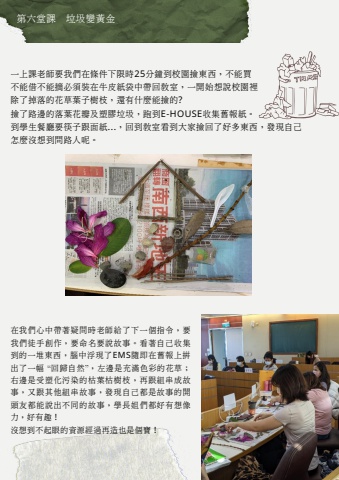 第六堂課　垃圾變黃金
一上課老師要我們在條件下限時25分鐘到校園撿東西，不能買
不能借不能摘必須裝在牛皮紙袋中帶回教室，一開始想說校園裡
除了掉落的花草葉子樹枝，還有什麼能撿的?
撿了路邊的落葉花瓣及塑膠垃圾，跑到E-HOUSE收集舊報紙。
到學生餐廳要筷子跟面紙...，回到教室看到大家撿回了好多東西，發現自己
怎麼沒想到問路人呢。
TRASH
在我們心中帶著疑問時老師給了下一個指令，要
我們徒手創作，要命名要說故事。看著自己收集
到的一堆東西，腦中浮現了EMS隨即在舊報上拼
出了一幅 “回歸自然”，左邊是充滿色彩的花草；
右邊是受塑化污染的枯葉枯樹枝，再跟組串成故
事，又跟其他組串故事，發現自己都是故事的開
頭友都能說出不同的故事，學長姐們都好有想像
力，好有趣！
沒想到不起眼的資源經過再造也是個寶！